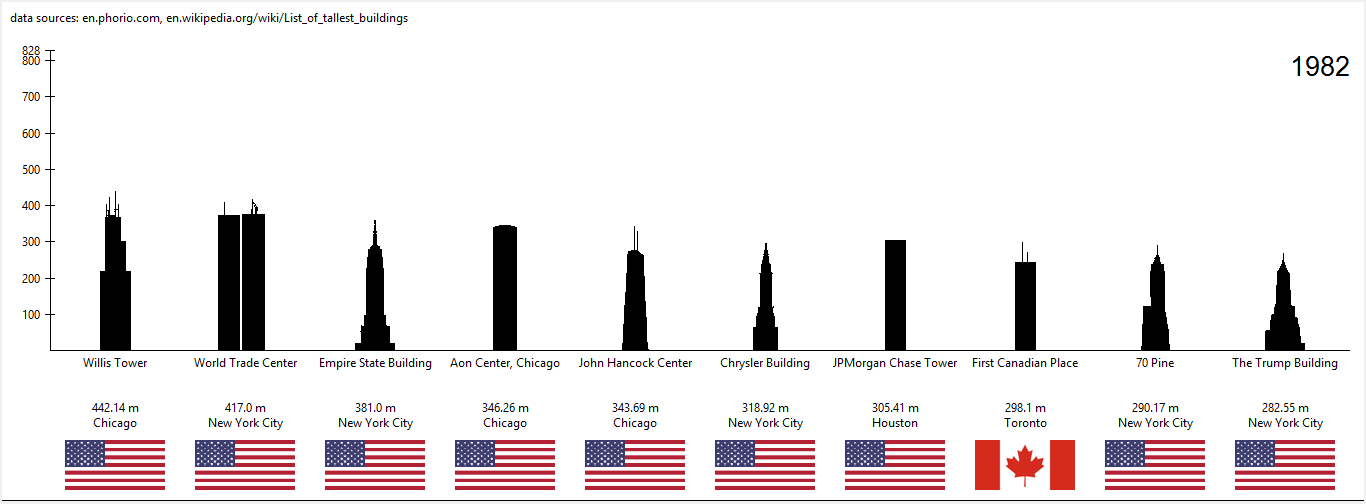 data sources: en.phorio.com, en.wikipedia.org/wiki/List_of_tallest_buildings
1982
828
800
700
600
500
400
300
200
100
Willis Tower
World Trade Center
Empire State Building
Aon Center, Chicago
John Hancock Center
Chrysler Building
JPMorgan Chase Tower
First Canadian Place
70 Pine
The Trump Building
442.14 m
Chicago
417.0 m
New York City
381.0 m
New York City
346.26 m
Chicago
343.69 m
Chicago
318.92 m
New York City
305.41 m
Houston
298.1 m
Toronto
290.17 m
New York City
282.55 m
New York City